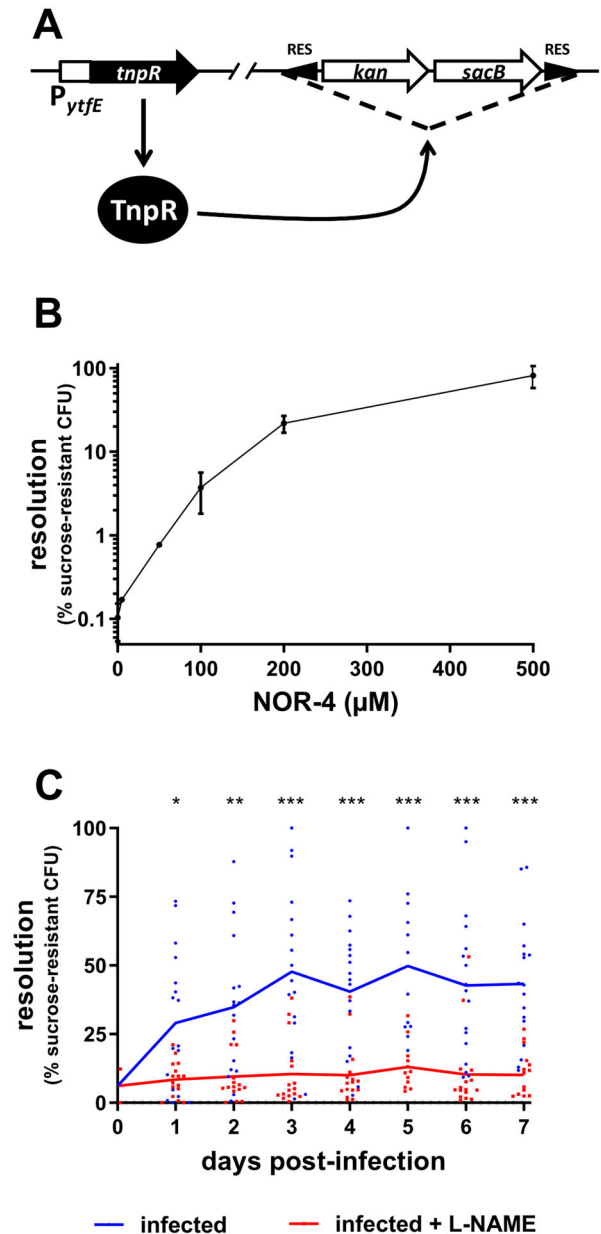 A
RES RES
tnpR kan sacB
PytfE
TnpR
B
resolution
(% sucrose-resistant CFU)
100
10
1
0.1
0 100 200 300 400 500
NOR-4 (µM)
C
* ** *** *** *** *** ***
resolution
(% sucrose-resistant CFU)
100
75
50
25
0
0 1 2 3 4 5 6 7
days post-infection
infected infected + L-NAME